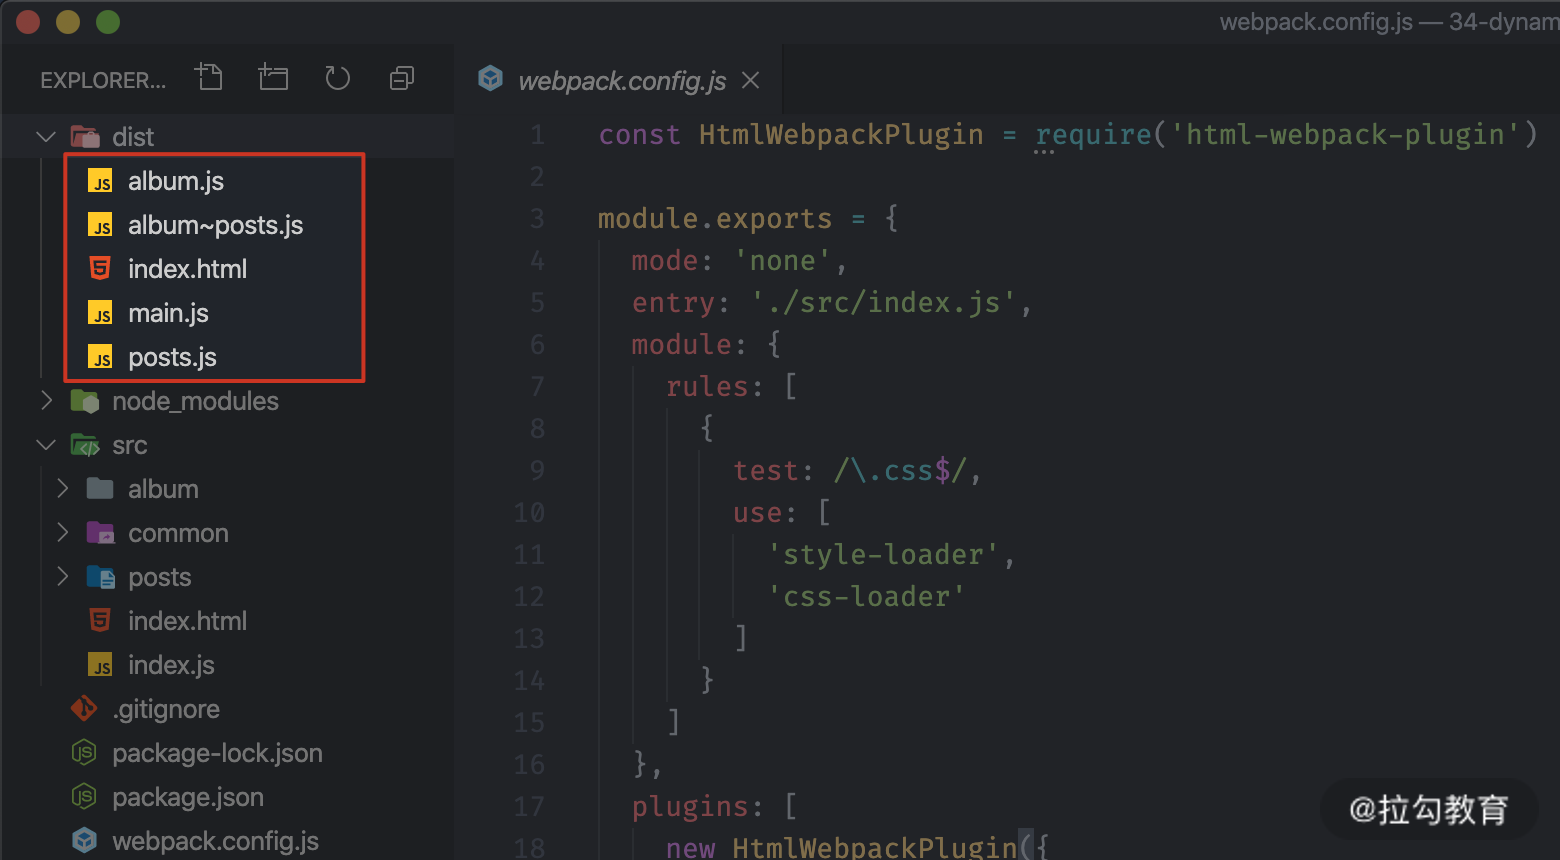 webpack.config.js — 34-dynam
EXPLORER...
webpack.config.js
dist
album.js
album~posts.js
index.html
main.js
posts.js
node_modules
src
album
common
posts
index.html
index.js
.gitignore
package-lock.json
package.json
webpack.config.js
1 const HtmlWebpackPlugin = require('html-webpack-plugin')
2
3 module.exports = {
4 mode: 'none',
5 entry: './src/index.js',
6 module: {
7 rules: [
8 {
9 test: /\.css$/,
10 use: [
11 'style-loader',
12 'css-loader'
13 ]
14 }
15 ]
16 },
17 plugins: [
18 new HtmlWebpackPlugin({
@拉勾教育